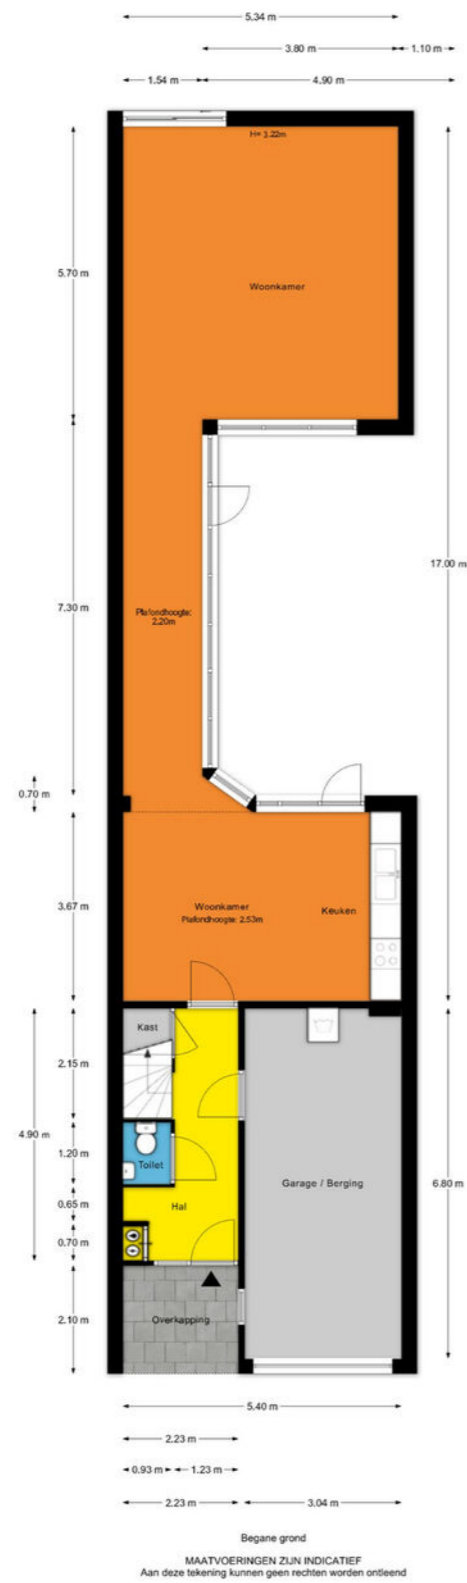 5.34 m
3.80 m
1.10 m
1.54 m
4.90 m
H= 3.22m
5.70 m
Woonkamer
17.00 m
7.30 m
Plafondhoogte:
2.20m
0.70 m
3.67 m
Woonkamer
Plafondhoogte: 2.53m
Keuken
Kast
2.15 m
4.90 m
1.20 m
Toilet
Garage / Berging
6.80 m
0.65 m
Hal
0.70 m
2.10 m
Overkapping
5.40 m
2.23 m
0.93 m
1.23 m
2.23 m
3.04 m
Begane grond
MAATVOERINGEN ZIJN INDICATIEF
Aan deze tekening kunnen geen rechten worden ontleend